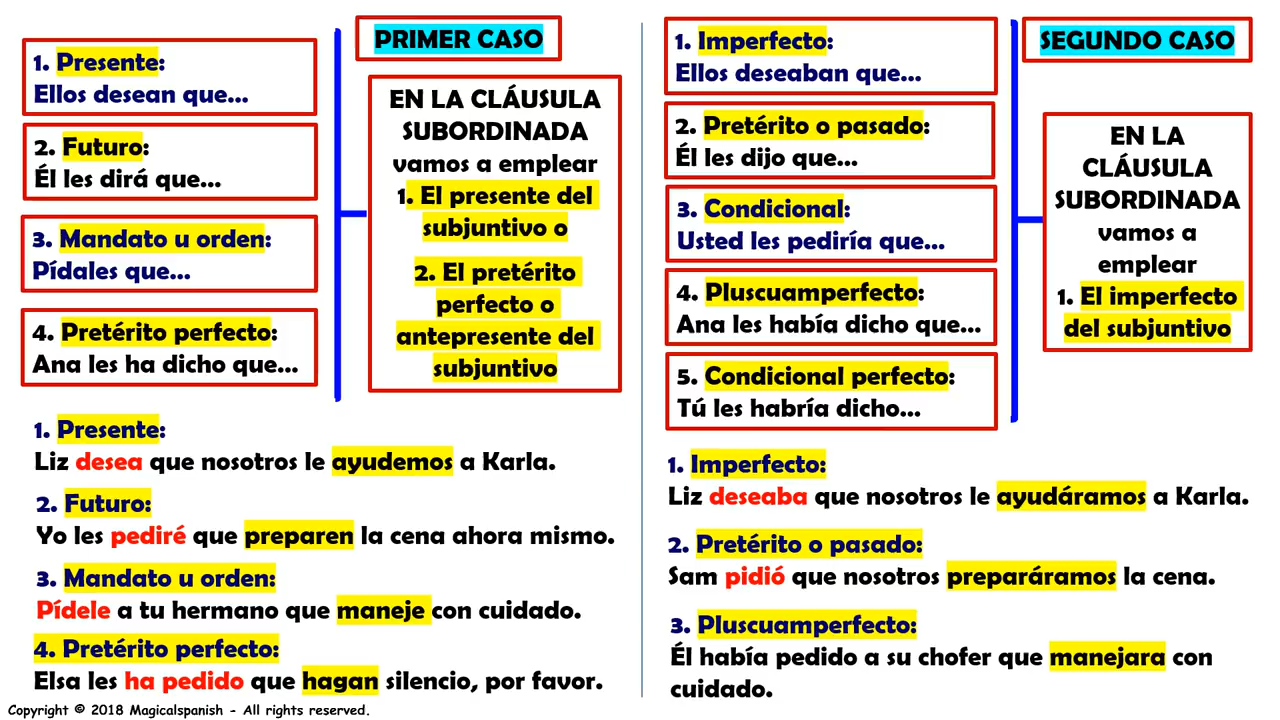 PRIMER CASO
1. Presente:
Ellos desean que...
2. Futuro:
Él les dirá que...
3. Mandato u orden:
Pídales que...
4. Pretérito perfecto:
Ana les ha dicho que...
EN LA CLÁUSULA
SUBORDINADA
vamos a emplear
1. El presente del
subjuntivo o
2. El pretérito
perfecto o
antepresente del
subjuntivo
1. Presente:
Liz desea que nosotros le ayudemos a Karla.
2. Futuro:
Yo les pediré que preparen la cena ahora mismo.
3. Mandato u orden:
Pídele a tu hermano que maneje con cuidado.
4. Pretérito perfecto:
Elsa les ha pedido que hagan silencio, por favor.
Copyright © 2018 Magicalspanish - All rights reserved.
SEGUNDO CASO
1. Imperfecto:
Ellos deseaban que...
2. Pretérito o pasado:
Él les dijo que...
3. Condicional:
Usted les pediría que...
4. Pluscuamperfecto:
Ana les había dicho que...
5. Condicional perfecto:
Tú les habría dicho...
EN LA
CLÁUSULA
SUBORDINADA
vamos a
emplear
1. El imperfecto
del subjuntivo
1. Imperfecto:
Liz deseaba que nosotros le ayudáramos a Karla.
2. Pretérito o pasado:
Sam pidió que nosotros preparáramos la cena.
3. Pluscuamperfecto:
Él había pedido a su chofer que manejara con
cuidado.